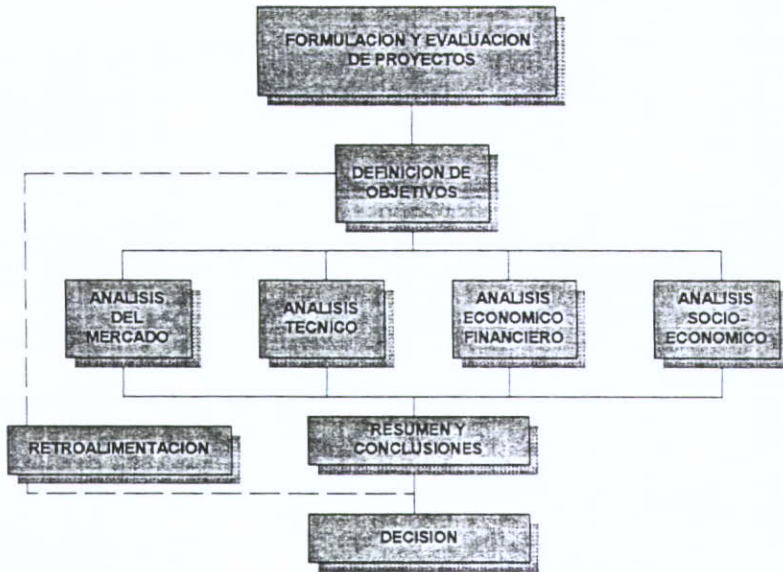 FORMULACION Y EVALUACION
DE PROYECTOS
DEFINICION DE
OBJETIVOS
ANALISIS
DEL
MERCADO
ANALISIS
TECNICO
ANALISIS
ECONOMICO
FINANCIERO
ANALISIS
SOCIO-
ECONOMICO
RETROALIMENTACION
RESUMEN Y
CONCLUSIONES
DECISION